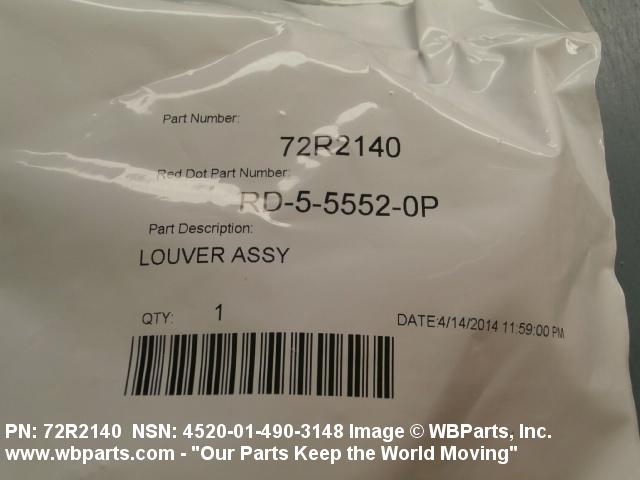 Part Number:
72R2140
Red Dot Part Number:
RD-5-5552-0P
Part Description:
LOUVER ASSY
QTY: 1
DATE:4/14/2014 11:59:00 PM
PN: 72R2140 NSN: 4520-01-490-3148 Image © WBParts, Inc.
www.wbparts.com - "Our Parts Keep the World Moving"